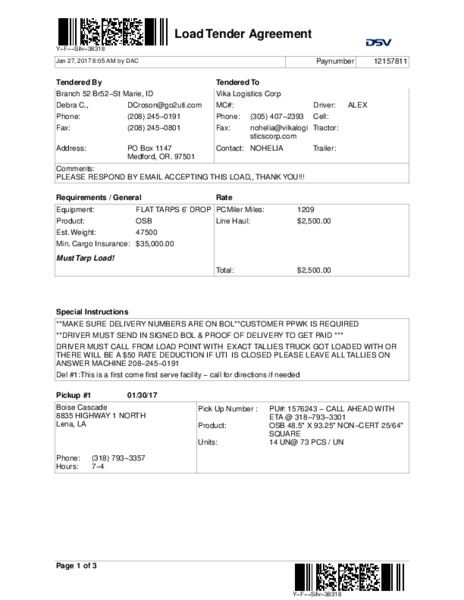 Load Tender Agreement
DSV
Y-F--Silv-38318
Jan 27, 2017 8:05 AM by DAC Paynumber 12157811
Tendered By Tendered To
Branch 52 Br52-St Marie, ID Vika Logistics Corp
Debra C., DCroson@go2uti.com MC#: Driver: ALEX
Phone: (208) 245-0191 Phone: (305) 407-2393 Cell:
Fax: (208) 245-0801 Fax: nohelia@vikalogi Tractor:
sticscorp.com
Address: PO Box 1147 Contact: NOHELIA Trailer:
Medford, OR. 97501
Comments:
PLEASE RESPOND BY EMAIL ACCEPTING THIS LOAD,, THANK YOU!!!
Requirements / General Rate
Equipment: FLAT TARPS 6' DROP PCMiler Miles: 1209
Product: OSB Line Haul: $2,500.00
Est. Weight: 47500
Min. Cargo Insurance: $35,000.00
Must Tarp Load!
Total: $2,500.00
Special Instructions
**MAKE SURE DELIVERY NUMBERS ARE ON BOL**CUSTOMER PPWK IS REQUIRED
**DRIVER MUST SEND IN SIGNED BOL & PROOF OF DELIVERY TO GET PAID ***
DRIVER MUST CALL FROM LOAD POINT WITH EXACT TALLIES TRUCK GOT LOADED WITH OR
THERE WILL BE A $50 RATE DEDUCTION IF UTI IS CLOSED PLEASE LEAVE ALL TALLIES ON
ANSWER MACHINE 208-245-0191
Del #1:This is a first come first serve facility - call for directions if needed
Pickup #1 01/30/17
Boise Cascade Pick Up Number : PU#: 1576243 - CALL AHEAD WITH
8835 HIGHWAY 1 NORTH ETA @ 318-793-3301
Lena, LA Product: OSB 48.5" X 93.25" NON-CERT 25/64"
SQUARE
Units: 14 UN@ 73 PCS / UN
Phone: (318) 793-3357
Hours: 7-4
Page 1 of 3
Y-F--Silv-38318